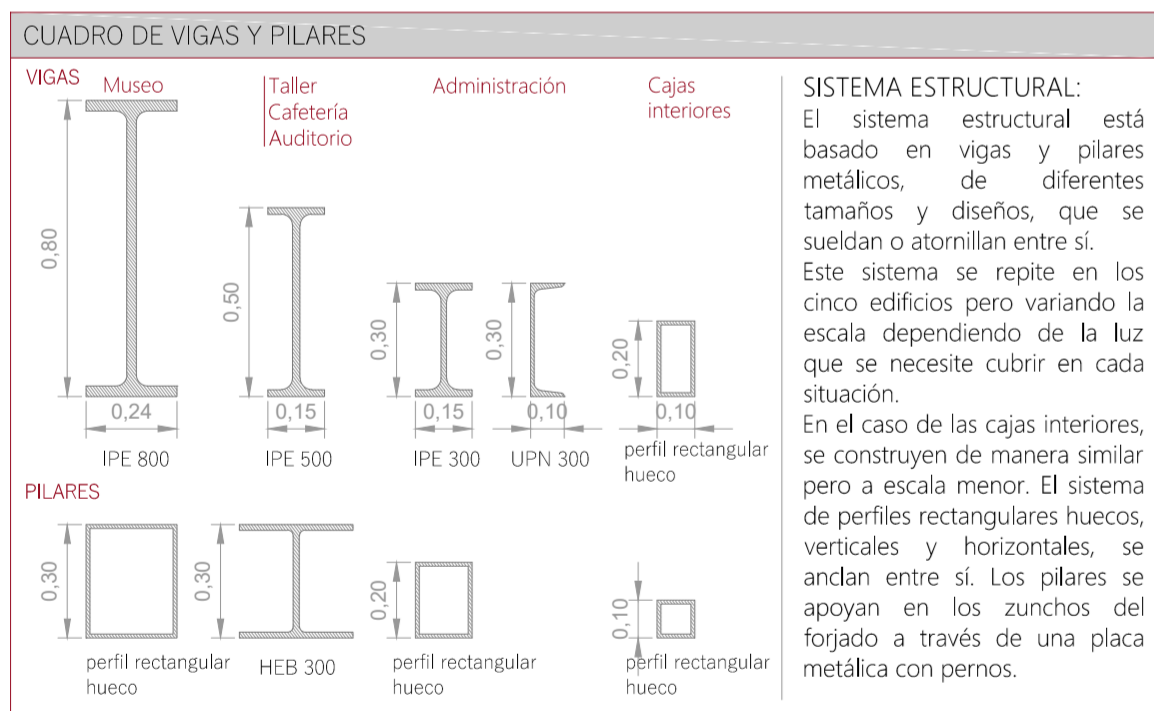 CUADRO DE VIGAS Y PILARES
VIGAS
Museo
Taller
Cafetería
Auditorio
Administración
Cajas
interiores
0,80
0,24
IPE 800
0,50
0,15
IPE 500
0,30
0,15
IPE 300
0,30
0,10
UPN 300
0,20
0,10
perfil rectangular
hueco
PILARES
0,30
perfil rectangular
hueco
0,30
HEB 300
0,20
perfil rectangular
hueco
0,10
perfil rectangular
hueco
SISTEMA ESTRUCTURAL:
El sistema estructural está
basado en vigas y pilares
metálicos, de diferentes
tamaños y diseños, que se
sueldan o atornillan entre sí.
Este sistema se repite en los
cinco edificios pero variando la
escala dependiendo de la luz
que se necesite cubrir en cada
situación.
En el caso de las cajas interiores,
se construyen de manera similar
pero a escala menor. El sistema
de perfiles rectangulares huecos,
verticales y horizontales, se
anclan entre sí. Los pilares se
apoyan en los zunchos del
forjado a través de una placa
metálica con pernos.